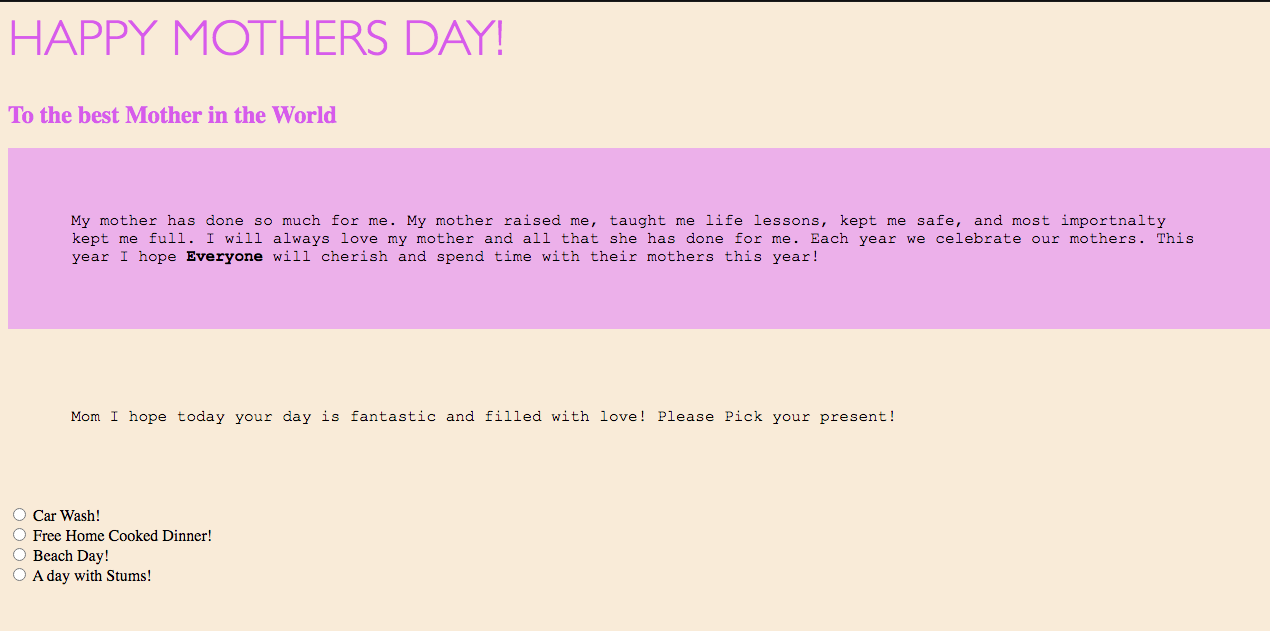 HAPPY MOTHERS DAY!
To the best Mother in the World
My mother has done so much for me. My mother raised me, taught me life lessons, kept me safe, and most importnalty
kept me full. I will always love my mother and all that she has done for me. Each year we celebrate our mothers. This
year I hope Everyone will cherish and spend time with their mothers this year!
Mom I hope today your day is fantastic and filled with love! Please Pick your present!
Car Wash!
Free Home Cooked Dinner!
Beach Day!
A day with Stums!